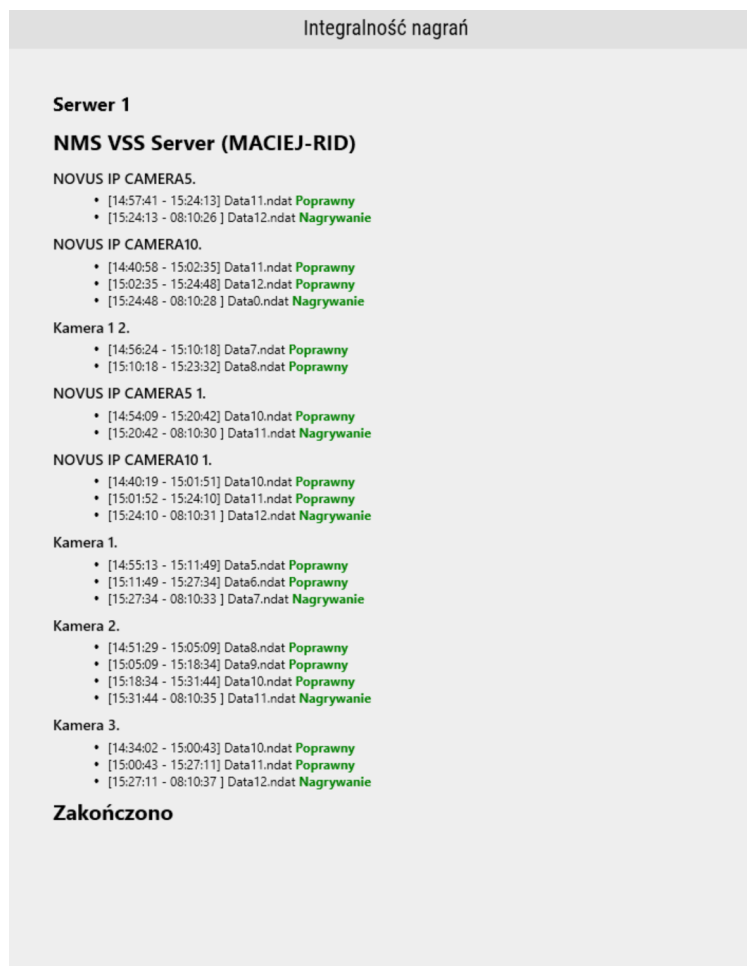 Integralność nagrań
Serwer 1
NMS VSS Server (MACIEJ-RID)
NOVUS IP CAMERA5.
• [14:57:41 - 15:24:13] Data11.ndat Poprawny
• [15:24:13 - 08:10:26 ] Data12.ndat Nagrywanie
NOVUS IP CAMERA10.
• [14:40:58 - 15:02:35] Data11.ndat Poprawny
• [15:02:35 - 15:24:48] Data12.ndat Poprawny
• [15:24:48 - 08:10:28 ] Data0.ndat Nagrywanie
Kamera 1 2.
• [14:56:24 - 15:10:18] Data7.ndat Poprawny
• [15:10:18 - 15:23:32] Data8.ndat Poprawny
NOVUS IP CAMERA5 1.
• [14:54:09 - 15:20:42] Data10.ndat Poprawny
• [15:20:42 - 08:10:30 ] Data11.ndat Nagrywanie
NOVUS IP CAMERA10 1.
• [14:40:19 - 15:01:51] Data10.ndat Poprawny
• [15:01:52 - 15:24:10] Data11.ndat Poprawny
• [15:24:10 - 08:10:31 ] Data12.ndat Nagrywanie
Kamera 1.
• [14:55:13 - 15:11:49] Data5.ndat Poprawny
• [15:11:49 - 15:27:34] Data6.ndat Poprawny
• [15:27:34 - 08:10:33 ] Data7.ndat Nagrywanie
Kamera 2.
• [14:51:29 - 15:05:09] Data8.ndat Poprawny
• [15:05:09 - 15:18:34] Data9.ndat Poprawny
• [15:18:34 - 15:31:44] Data10.ndat Poprawny
• [15:31:44 - 08:10:35 ] Data11.ndat Nagrywanie
Kamera 3.
• [14:34:02 - 15:00:43] Data10.ndat Poprawny
• [15:00:43 - 15:27:11] Data11.ndat Poprawny
• [15:27:11 - 08:10:37 ] Data12.ndat Nagrywanie
Zakończono